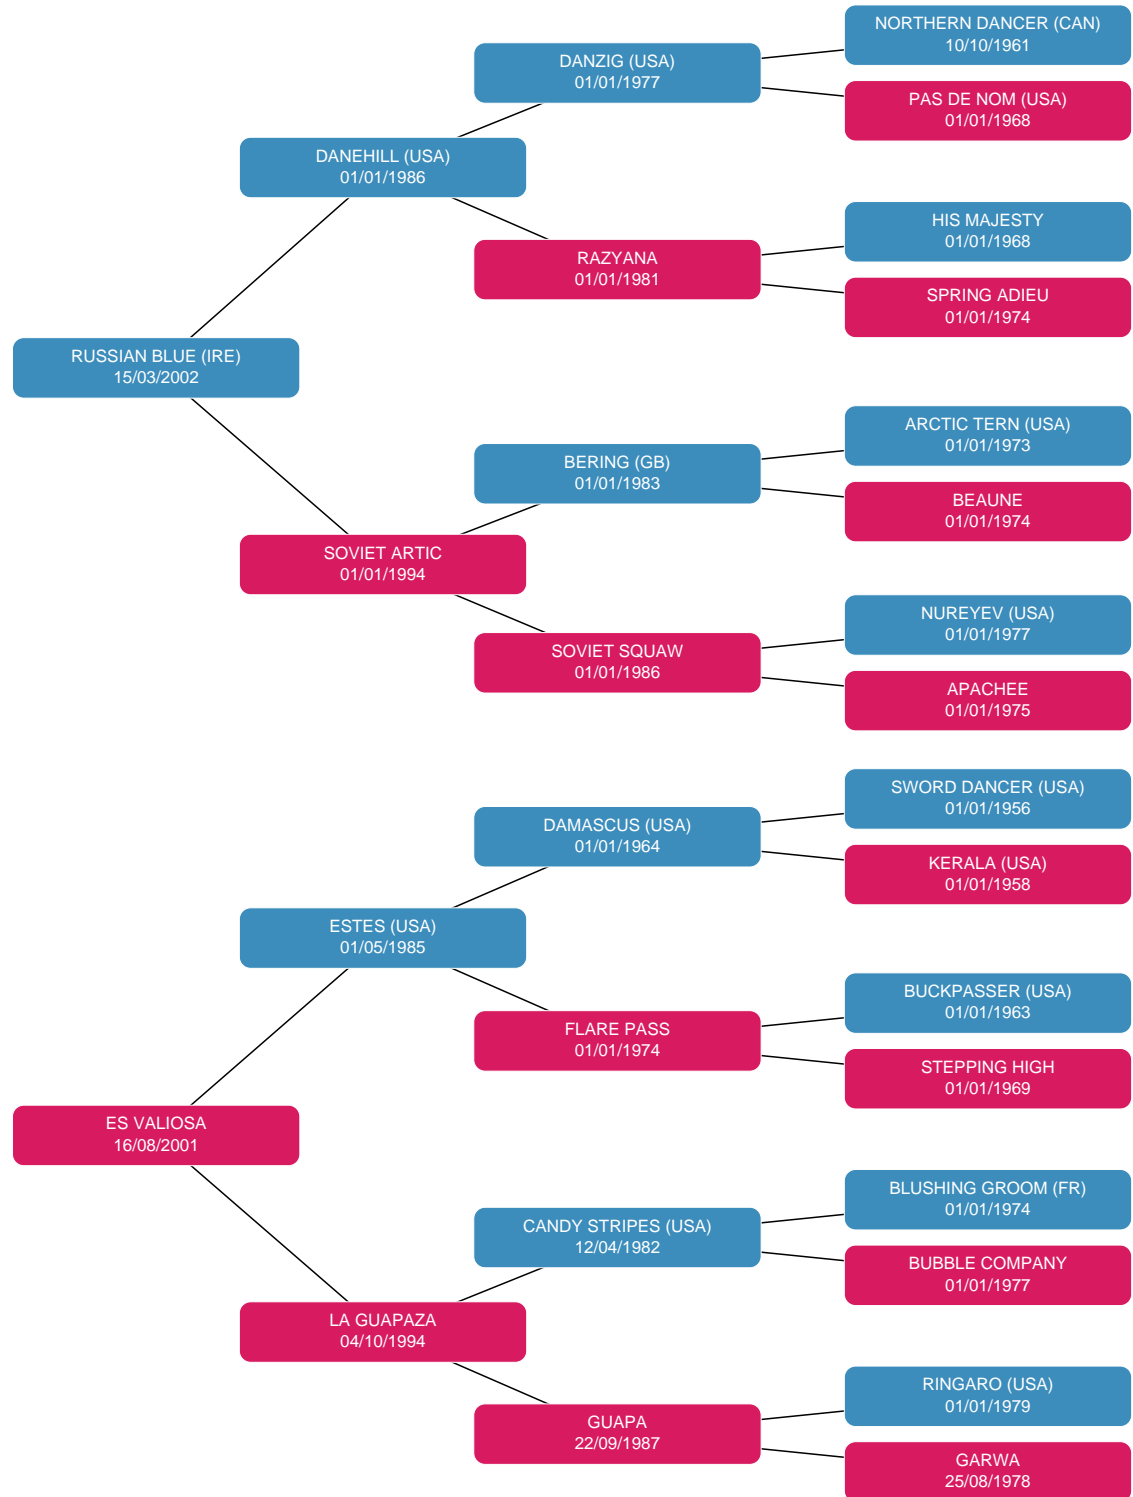 NORTHERN DANCER (CAN)
10/10/1961
DANZIG (USA)
01/01/1977
PAS DE NOM (USA)
01/01/1968
DANEHILL (USA)
01/01/1986
HIS MAJESTY
01/01/1968
RAZYANA
01/01/1981
SPRING ADIEU
01/01/1974
RUSSIAN BLUE (IRE)
15/03/2002
ARCTIC TERN (USA)
01/01/1973
BERING (GB)
01/01/1983
BEAUNE
01/01/1974
SOVIET ARTIC
01/01/1994
NUREYEV (USA)
01/01/1977
SOVIET SQUAW
01/01/1986
APACHEE
01/01/1975
SWORD DANCER (USA)
01/01/1956
DAMASCUS (USA)
01/01/1964
KERALA (USA)
01/01/1958
ESTES (USA)
01/05/1985
BUCKPASSER (USA)
01/01/1963
FLARE PASS
01/01/1974
STEPPING HIGH
01/01/1969
ES VALIOSA
16/08/2001
BLUSHING GROOM (FR)
01/01/1974
CANDY STRIPES (USA)
12/04/1982
BUBBLE COMPANY
01/01/1977
LA GUAPAZA
04/10/1994
RINGARO (USA)
01/01/1979
GUAPA
22/09/1987
GARWA
25/08/1978